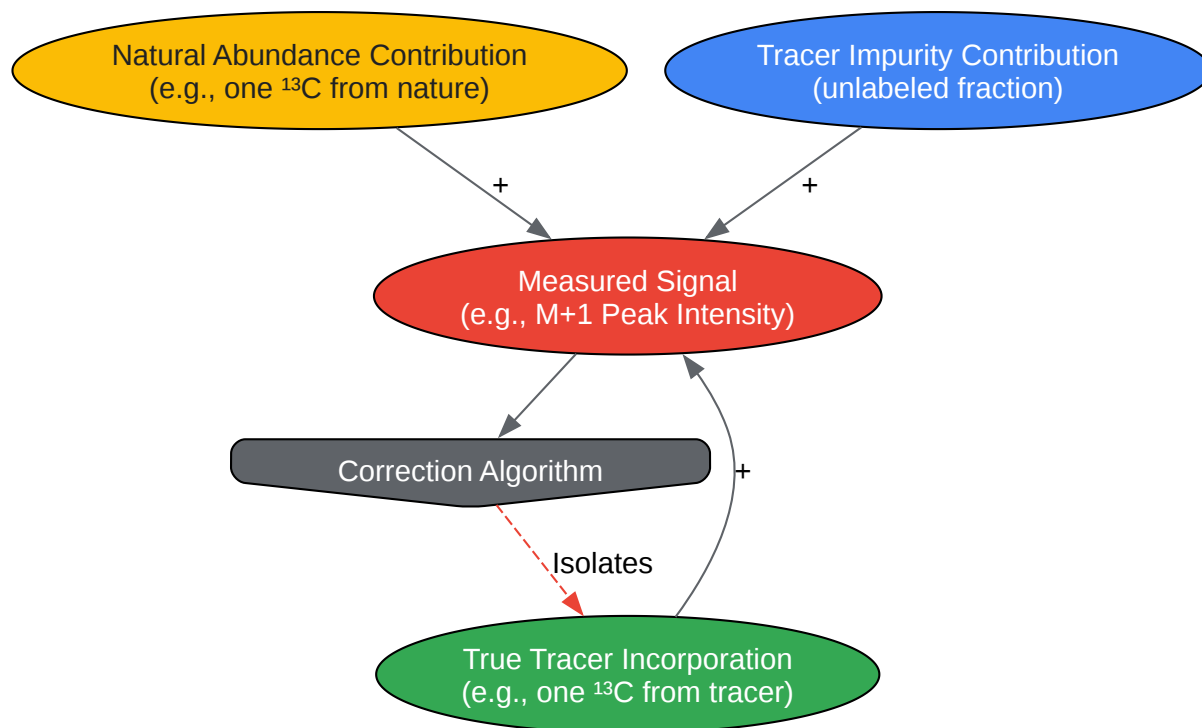 Natural Abundance Contribution
(e.g., one ¹³C from nature)
Tracer Impurity Contribution
(unlabeled fraction)
+
+
Measured Signal
(e.g., M+1 Peak Intensity)
Correction Algorithm
+
Isolates
True Tracer Incorporation
(e.g., one ¹³C from tracer)